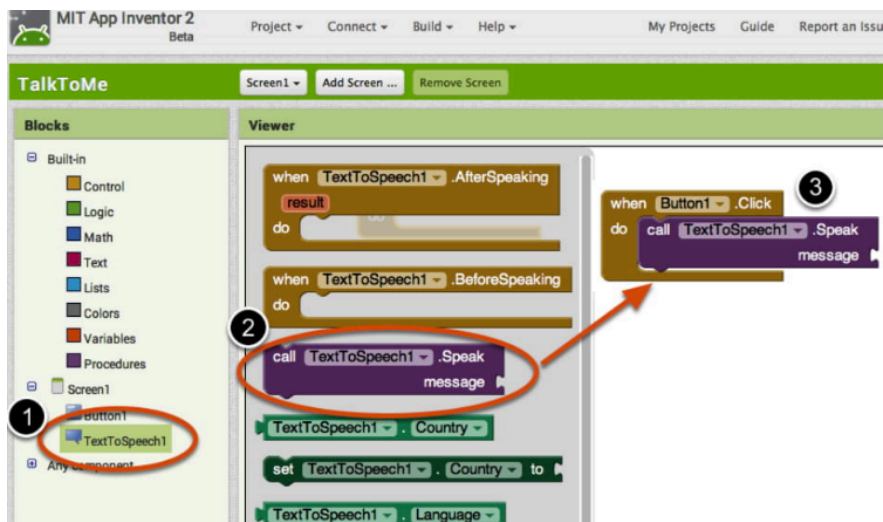 MIT App Inventor 2
Beta
Project Connect Build Help My Projects Guide Report an Issu
TalkToMe
Screen1 Add Screen ... Remove Screen
Blocks
Viewer
Built-in
Control
Logic
Math
Text
Lists
Colors
Variables
Procedures
Screen1
1
Button1
TextToSpeech1
Any component
when TextToSpeech1 .AfterSpeaking
result
do
do
when TextToSpeech1 .BeforeSpeaking
do
2
call TextToSpeech1 .Speak
message
TextToSpeech1 . Country
set TextToSpeech1 . Country to
TextToSpeech1 . Language
3
when Button1 .Click
do call TextToSpeech1 .Speak
message